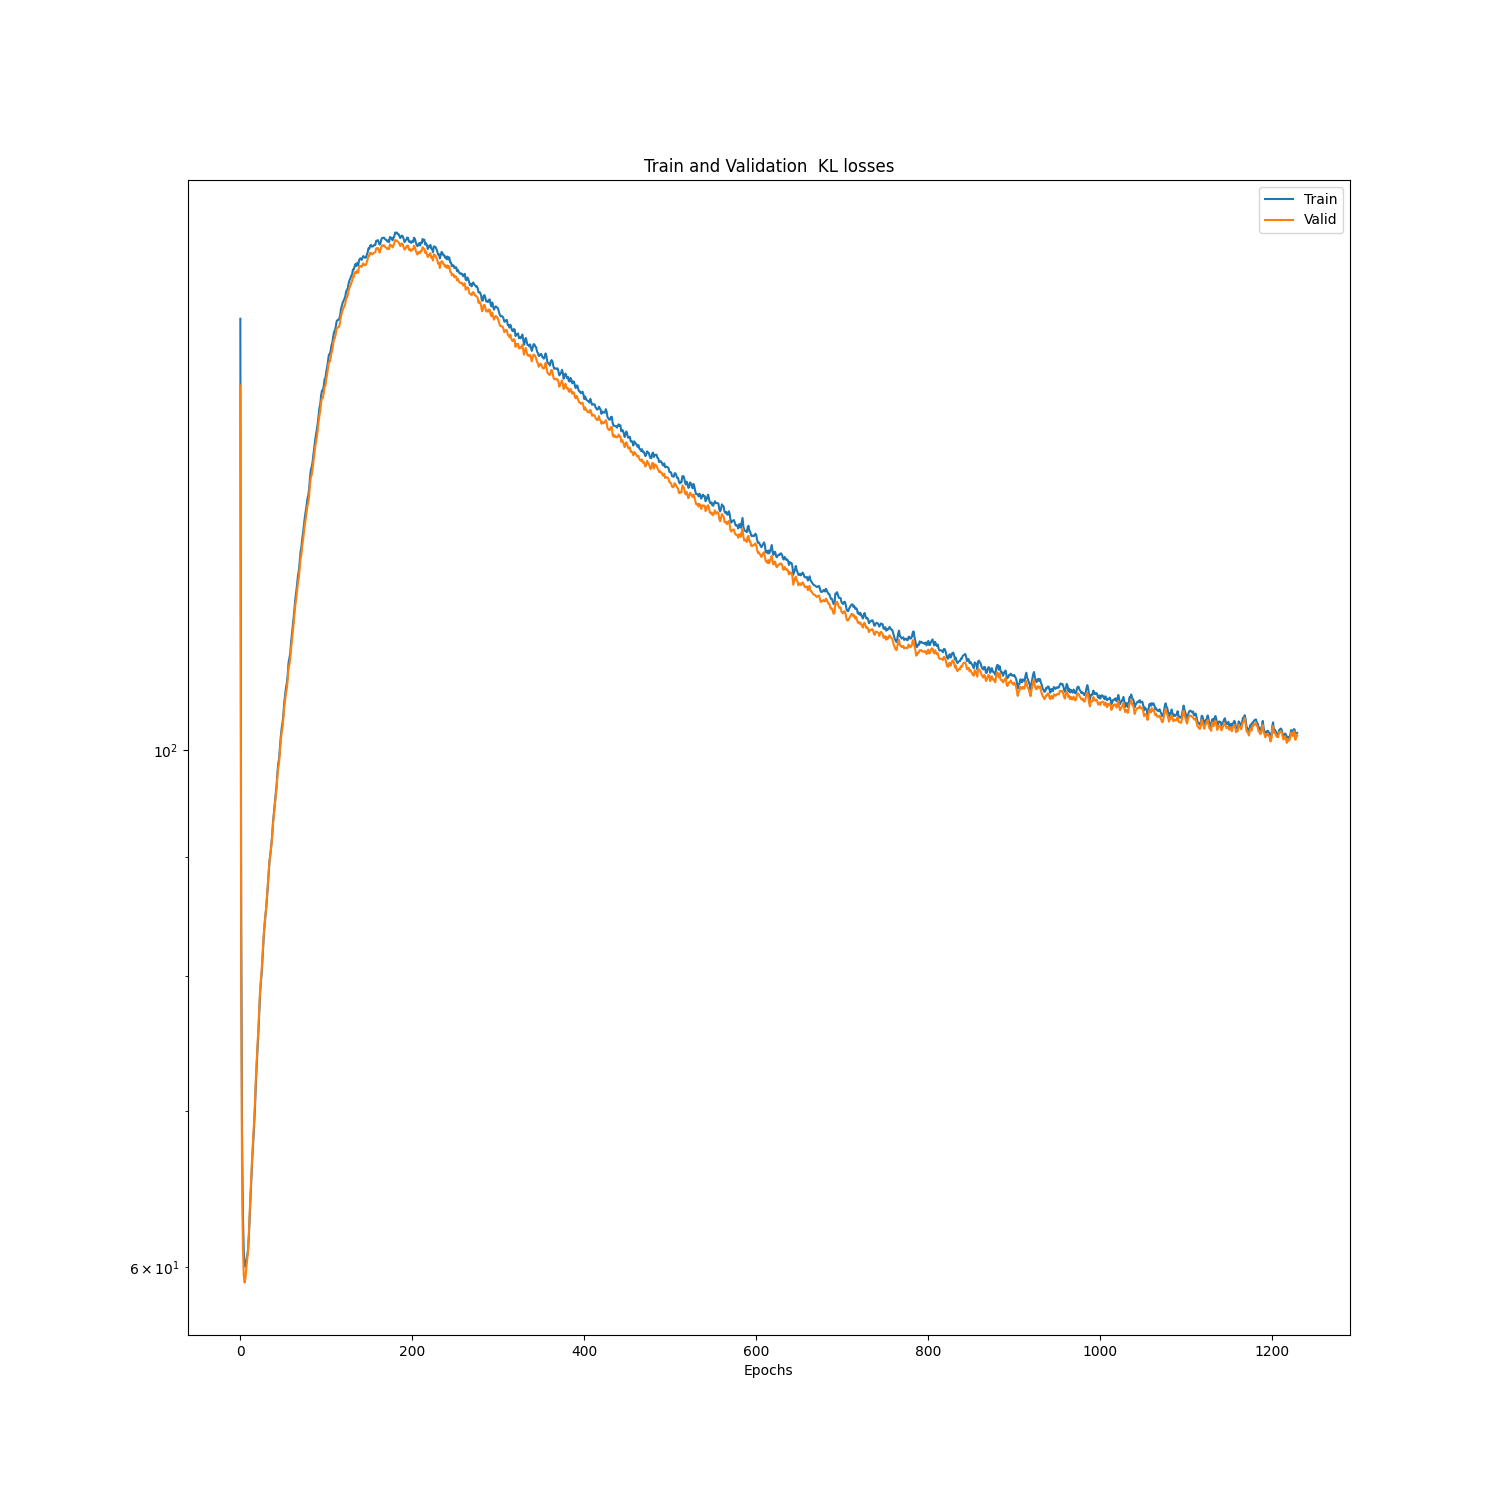 Train and Validation  KL losses
Train
Valid
10²
6 × 10¹
0 200 400 600 800 1000 1200
Epochs